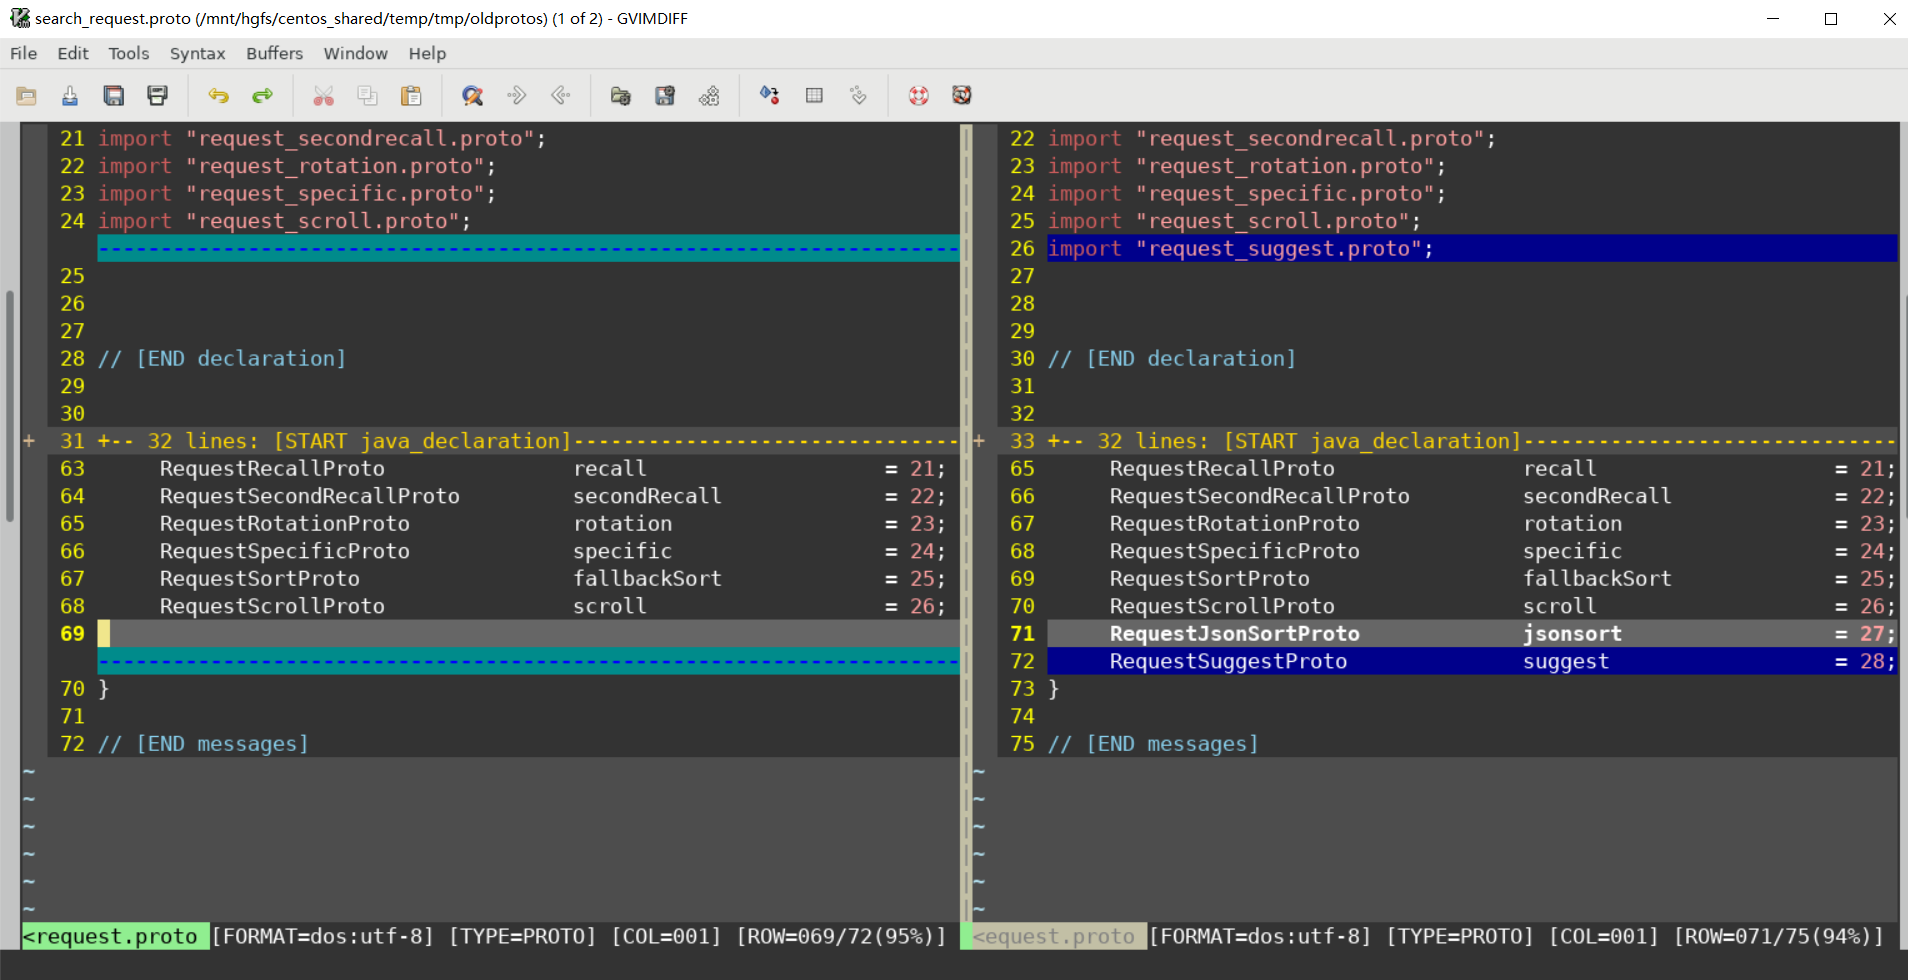 search_request.proto (/mnt/hgfs/centos_shared/temp/tmp/oldprotos) (1 of 2) - GVIMDIFF
File Edit Tools Syntax Buffers Window Help
21 import "request_secondrecall.proto";
22 import "request_rotation.proto";
23 import "request_specific.proto";
24 import "request_scroll.proto";
---------------------------------------------------------------------
25
26
27
28 // [END declaration]
29
30
+ 31 +-- 32 lines: [START java_declaration]-------------------------------
63 RequestRecallProto recall = 21;
64 RequestSecondRecallProto secondRecall = 22;
65 RequestRotationProto rotation = 23;
66 RequestSpecificProto specific = 24;
67 RequestSortProto fallbackSort = 25;
68 RequestScrollProto scroll = 26;
69
---------------------------------------------------------------------
70 }
71
72 // [END messages]
~
~
~
~
~
~
<request.proto [FORMAT=dos:utf-8] [TYPE=PROTO] [COL=001] [ROW=069/72(95%)]
22 import "request_secondrecall.proto";
23 import "request_rotation.proto";
24 import "request_specific.proto";
25 import "request_scroll.proto";
26 import "request_suggest.proto";
27
28
29
30 // [END declaration]
31
32
+ 33 +-- 32 lines: [START java_declaration]------------------------------
65 RequestRecallProto recall = 21;
66 RequestSecondRecallProto secondRecall = 22;
67 RequestRotationProto rotation = 23;
68 RequestSpecificProto specific = 24;
69 RequestSortProto fallbackSort = 25;
70 RequestScrollProto scroll = 26;
71 RequestJsonSortProto jsonsort = 27;
72 RequestSuggestProto suggest = 28;
73 }
74
75 // [END messages]
~
~
~
~
~
~
<equest.proto [FORMAT=dos:utf-8] [TYPE=PROTO] [COL=001] [ROW=071/75(94%)]